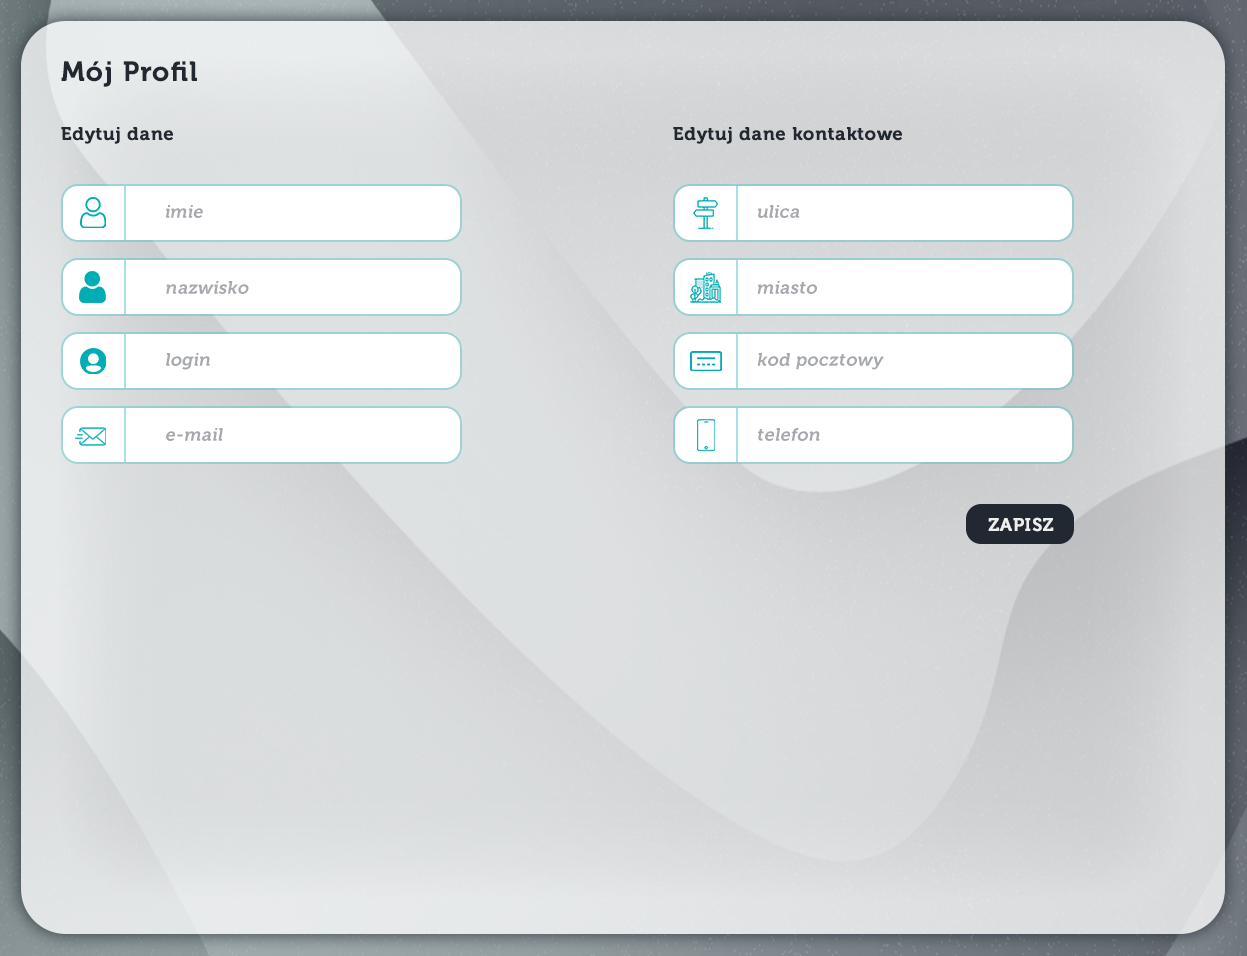 Mój Profil
Edytuj dane
imie
nazwisko
login
e-mail
Edytuj dane kontaktowe
ulica
miasto
kod pocztowy
telefon
ZAPISZ